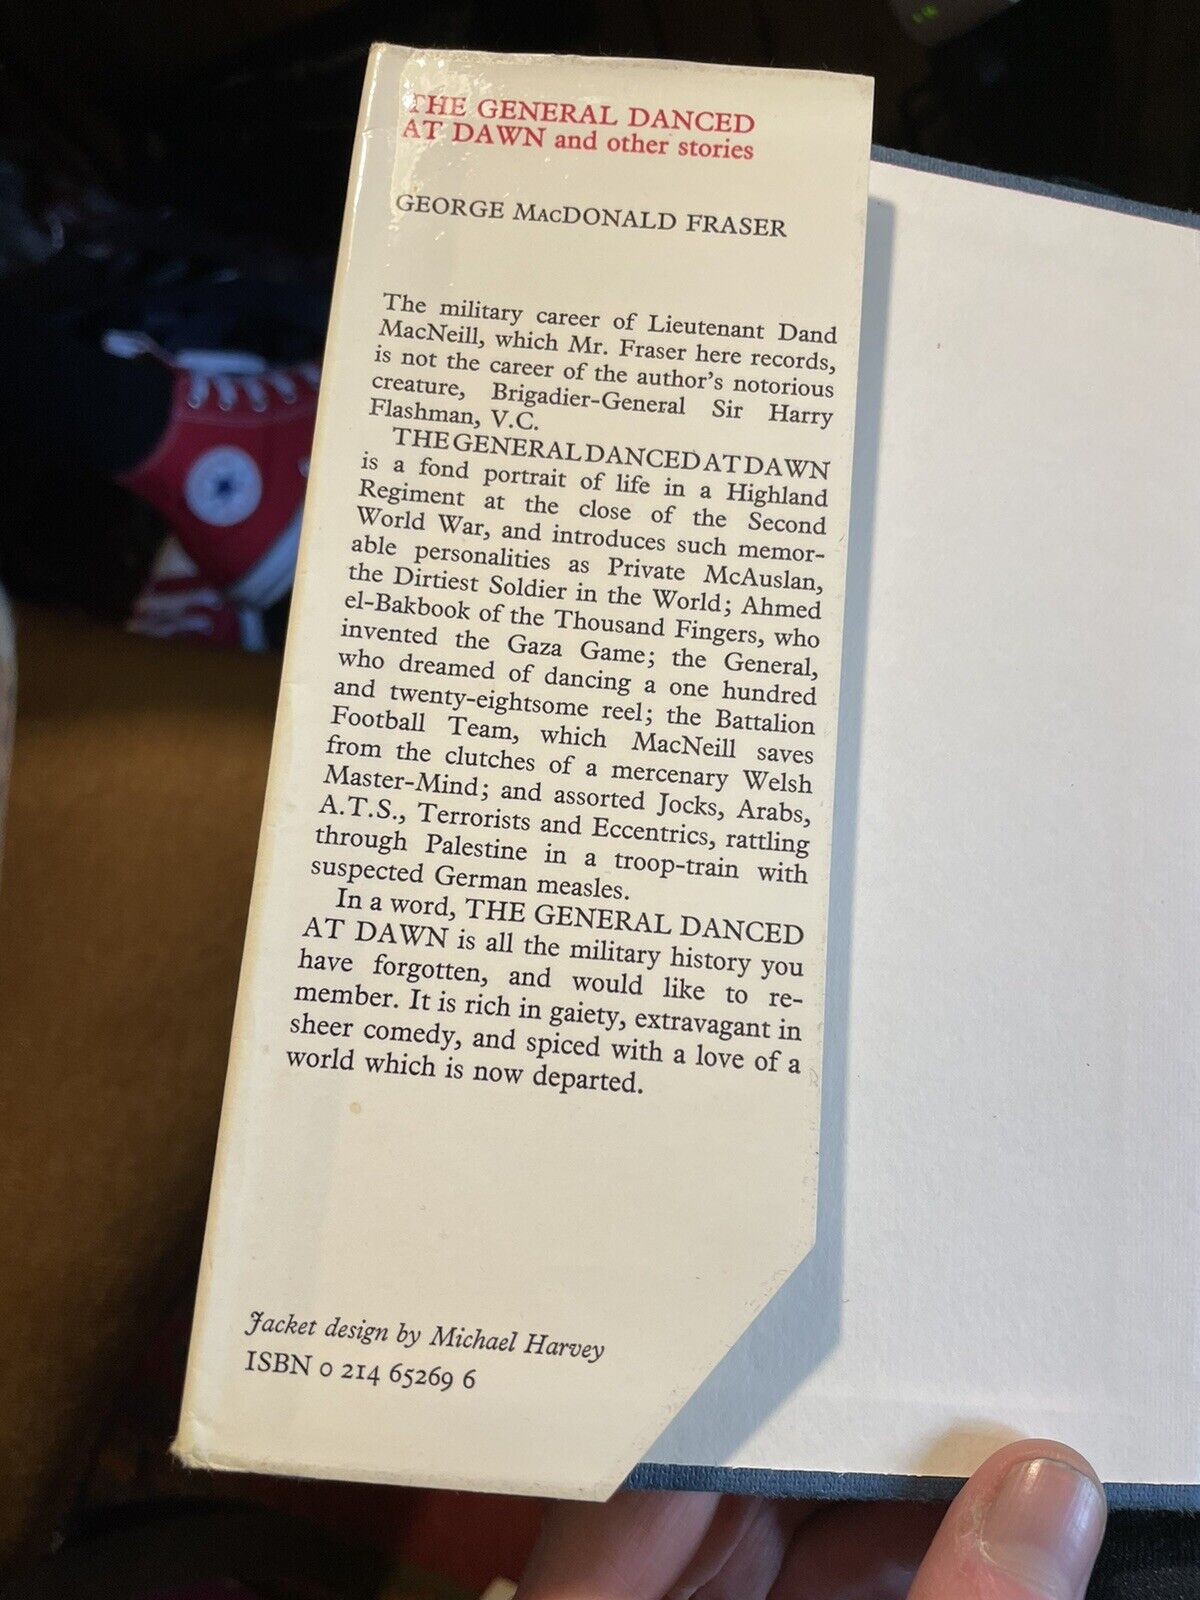 THE GENERAL DANCED
AT DAWN and other stories
GEORGE MacDONALD FRASER
The military career of Lieutenant Dand
MacNeill, which Mr. Fraser here records,
is not the career of the author's notorious
creature, Brigadier-General Sir Harry
Flashman, V.C.
THE GENERAL DANCED AT DAWN
is a fond portrait of life in a Highland
Regiment at the close of the Second
World War, and introduces such memor-
able personalities as Private McAuslan,
the Dirtiest Soldier in the World; Ahmed
el-Bakbook of the Thousand Fingers, who
invented the Gaza Game; the General,
who dreamed of dancing a one hundred
and twenty-eightsome reel; the Battalion
Football Team, which MacNeill saves
from the clutches of a mercenary Welsh
Master-Mind; and assorted Jocks, Arabs,
A.T.S., Terrorists and Eccentrics, rattling
through Palestine in a troop-train with
suspected German measles.
In a word, THE GENERAL DANCED
AT DAWN is all the military history you
have forgotten, and would like to re-
member. It is rich in gaiety, extravagant in
sheer comedy, and spiced with a love of a
world which is now departed.
Jacket design by Michael Harvey
ISBN 0 214 65269 6